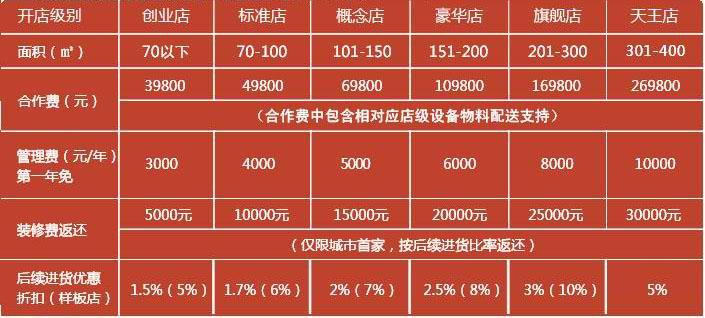 开店级别 创业店 标准店 概念店 豪华店 旗舰店 天王店
面积（㎡） 70以下 70-100 101-150 151-200 201-300 301-400
合作费（元） 39800 49800 69800 109800 169800 269800
（合作费中包含相对应店级设备物料配送支持）
管理费（元/年）
第一年免 3000 4000 5000 6000 8000 10000
装修费返还 5000元 10000元 15000元 20000元 25000元 30000元
（仅限城市首家，按后续进货比率返还）
后续进货优惠
折扣（样板店） 1.5%（5%） 1.7%（6%） 2%（7%） 2.5%（8%） 3%（10%） 5%